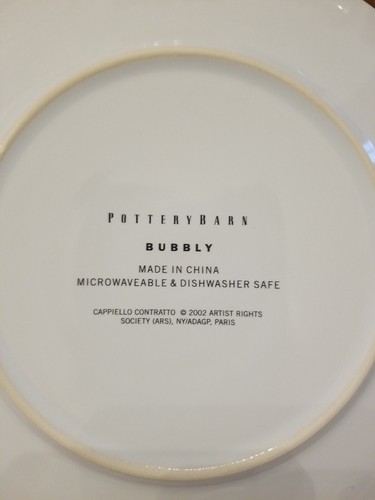 POTTERYBARN
BUBBLY
MADE IN CHINA
MICROWAVEABLE & DISHWASHER SAFE
CAPPIELLO CONTRATTO © 2002 ARTIST RIGHTS
SOCIETY (ARS), NY/ADAGP, PARIS